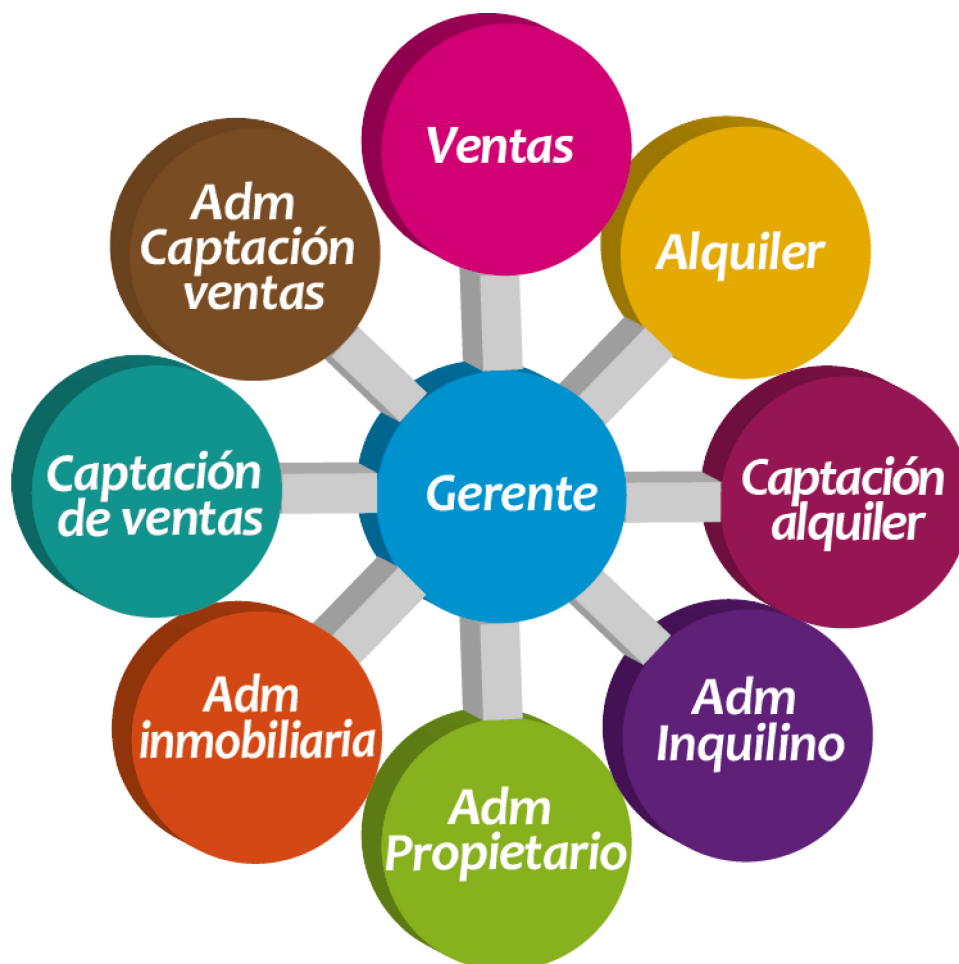 Ventas
Alquiler
Captación
alquiler
Adm
Inquilino
Adm
Propietario
Adm
inmobiliaria
Captación
de ventas
Adm
Captación
ventas
Gerente